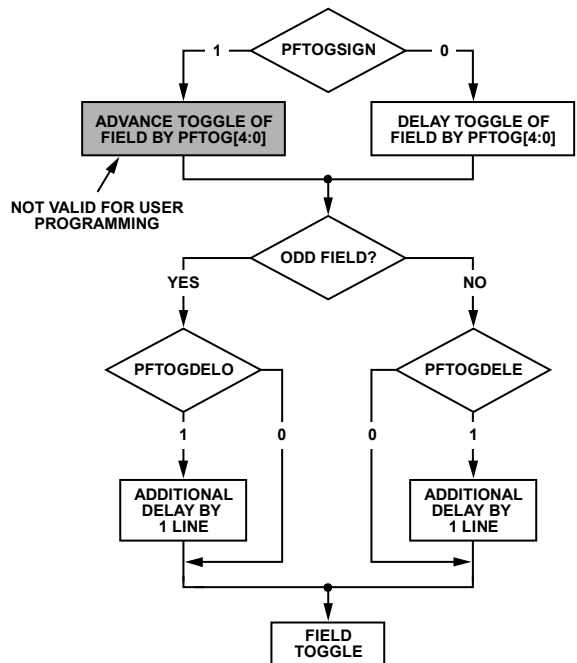 PFTOGSIGN
1
0
ADVANCE TOGGLE OF
FIELD BY PFTOG[4:0]
DELAY TOGGLE OF
FIELD BY PFTOG[4:0]
NOT VALID FOR USER
PROGRAMMING
ODD FIELD?
YES
NO
PFTOGDELO
PFTOGDELE
1
0
0
1
ADDITIONAL
DELAY BY
1 LINE
ADDITIONAL
DELAY BY
1 LINE
FIELD
TOGGLE